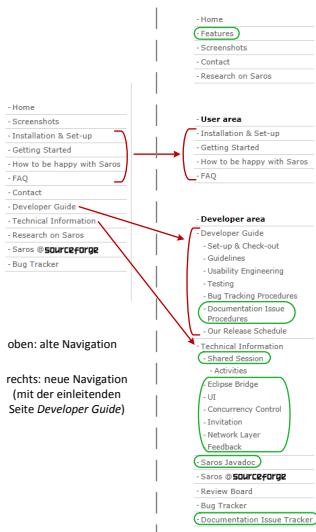 - Home
- Screenshots
- Installation & Set-up
- Getting Started
- How to be happy with Saros
- FAQ
- Contact
- Developer Guide
- Technical Information
- Research on Saros
- Saros @sourceforge
- Bug Tracker
oben: alte Navigation
rechts: neue Navigation
(mit der einleitenden
Seite Developer Guide)
- Home
- Features
- Screenshots
- Contact
- Research on Saros
- User area
- Installation & Set-up
- Getting Started
- How to be happy with Saros
- FAQ
- Developer area
- Developer Guide
- Set-up & Check-out
- Guidelines
- Usability Engineering
- Testing
- Bug Tracking Procedures
- Documentation Issue
Procedures
- Our Release Schedule
- Technical Information
- Shared Session
- Activities
- Eclipse Bridge
- UI
- Concurrency Control
- Invitation
- Network Layer
- Feedback
- Saros Javadoc
- Saros @sourceforge
- Review Board
- Bug Tracker
- Documentation Issue Tracker